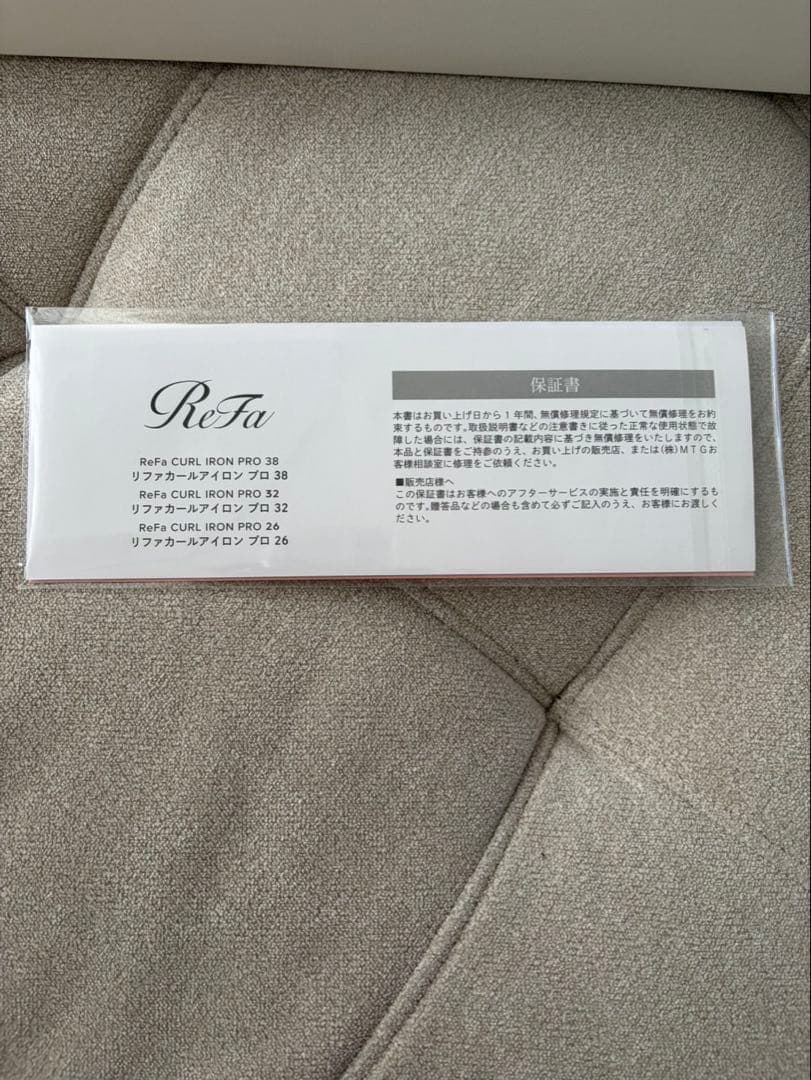 ReFa
ReFa CURL IRON PRO 38
リファカールアイロン プロ 38
ReFa CURL IRON PRO 32
リファカールアイロン プロ 32
ReFa CURL IRON PRO 26
リファカールアイロン プロ 26
保証書
本書はお買い上げ日から1年間、無償修理規定に基づいて無償修理をお約
束するものです。取扱説明書などの注意書きに従った正常な使用状態で故
障した場合には、保証書の記載内容に基づき無償修理をいたしますので、
本品と保証書をご持参のうえ、お買い上げの販売店、または(株)MTGお
客様相談室に修理をご依頼ください。
■販売店様へ
この保証書はお客様へのアフターサービスの実施と責任を明確にするも
のです。贈答品などの場合も含めて必ずご記入のうえ、お客様にお渡しく
ださい。